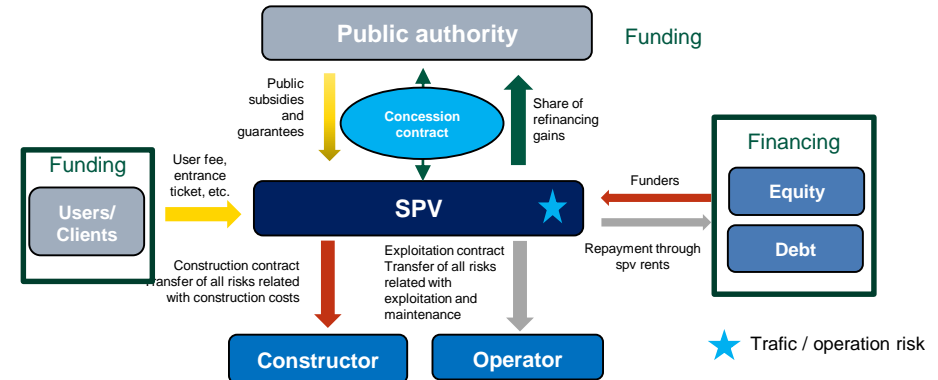 Public authority
Funding
Public
subsidies
and
guarantees
Concession
contract
Share of
refinancing
gains
Funding
Users/
Clients
User fee,
entrance
ticket, etc.
SPV
Funders
Repayment through
spv rents
Financing
Equity
Debt
Construction contract
Transfer of all risks related
with construction costs
Exploitation contract
Transfer of all risks
related with
exploitation and
maintenance
Constructor
Operator
Trafic / operation risk